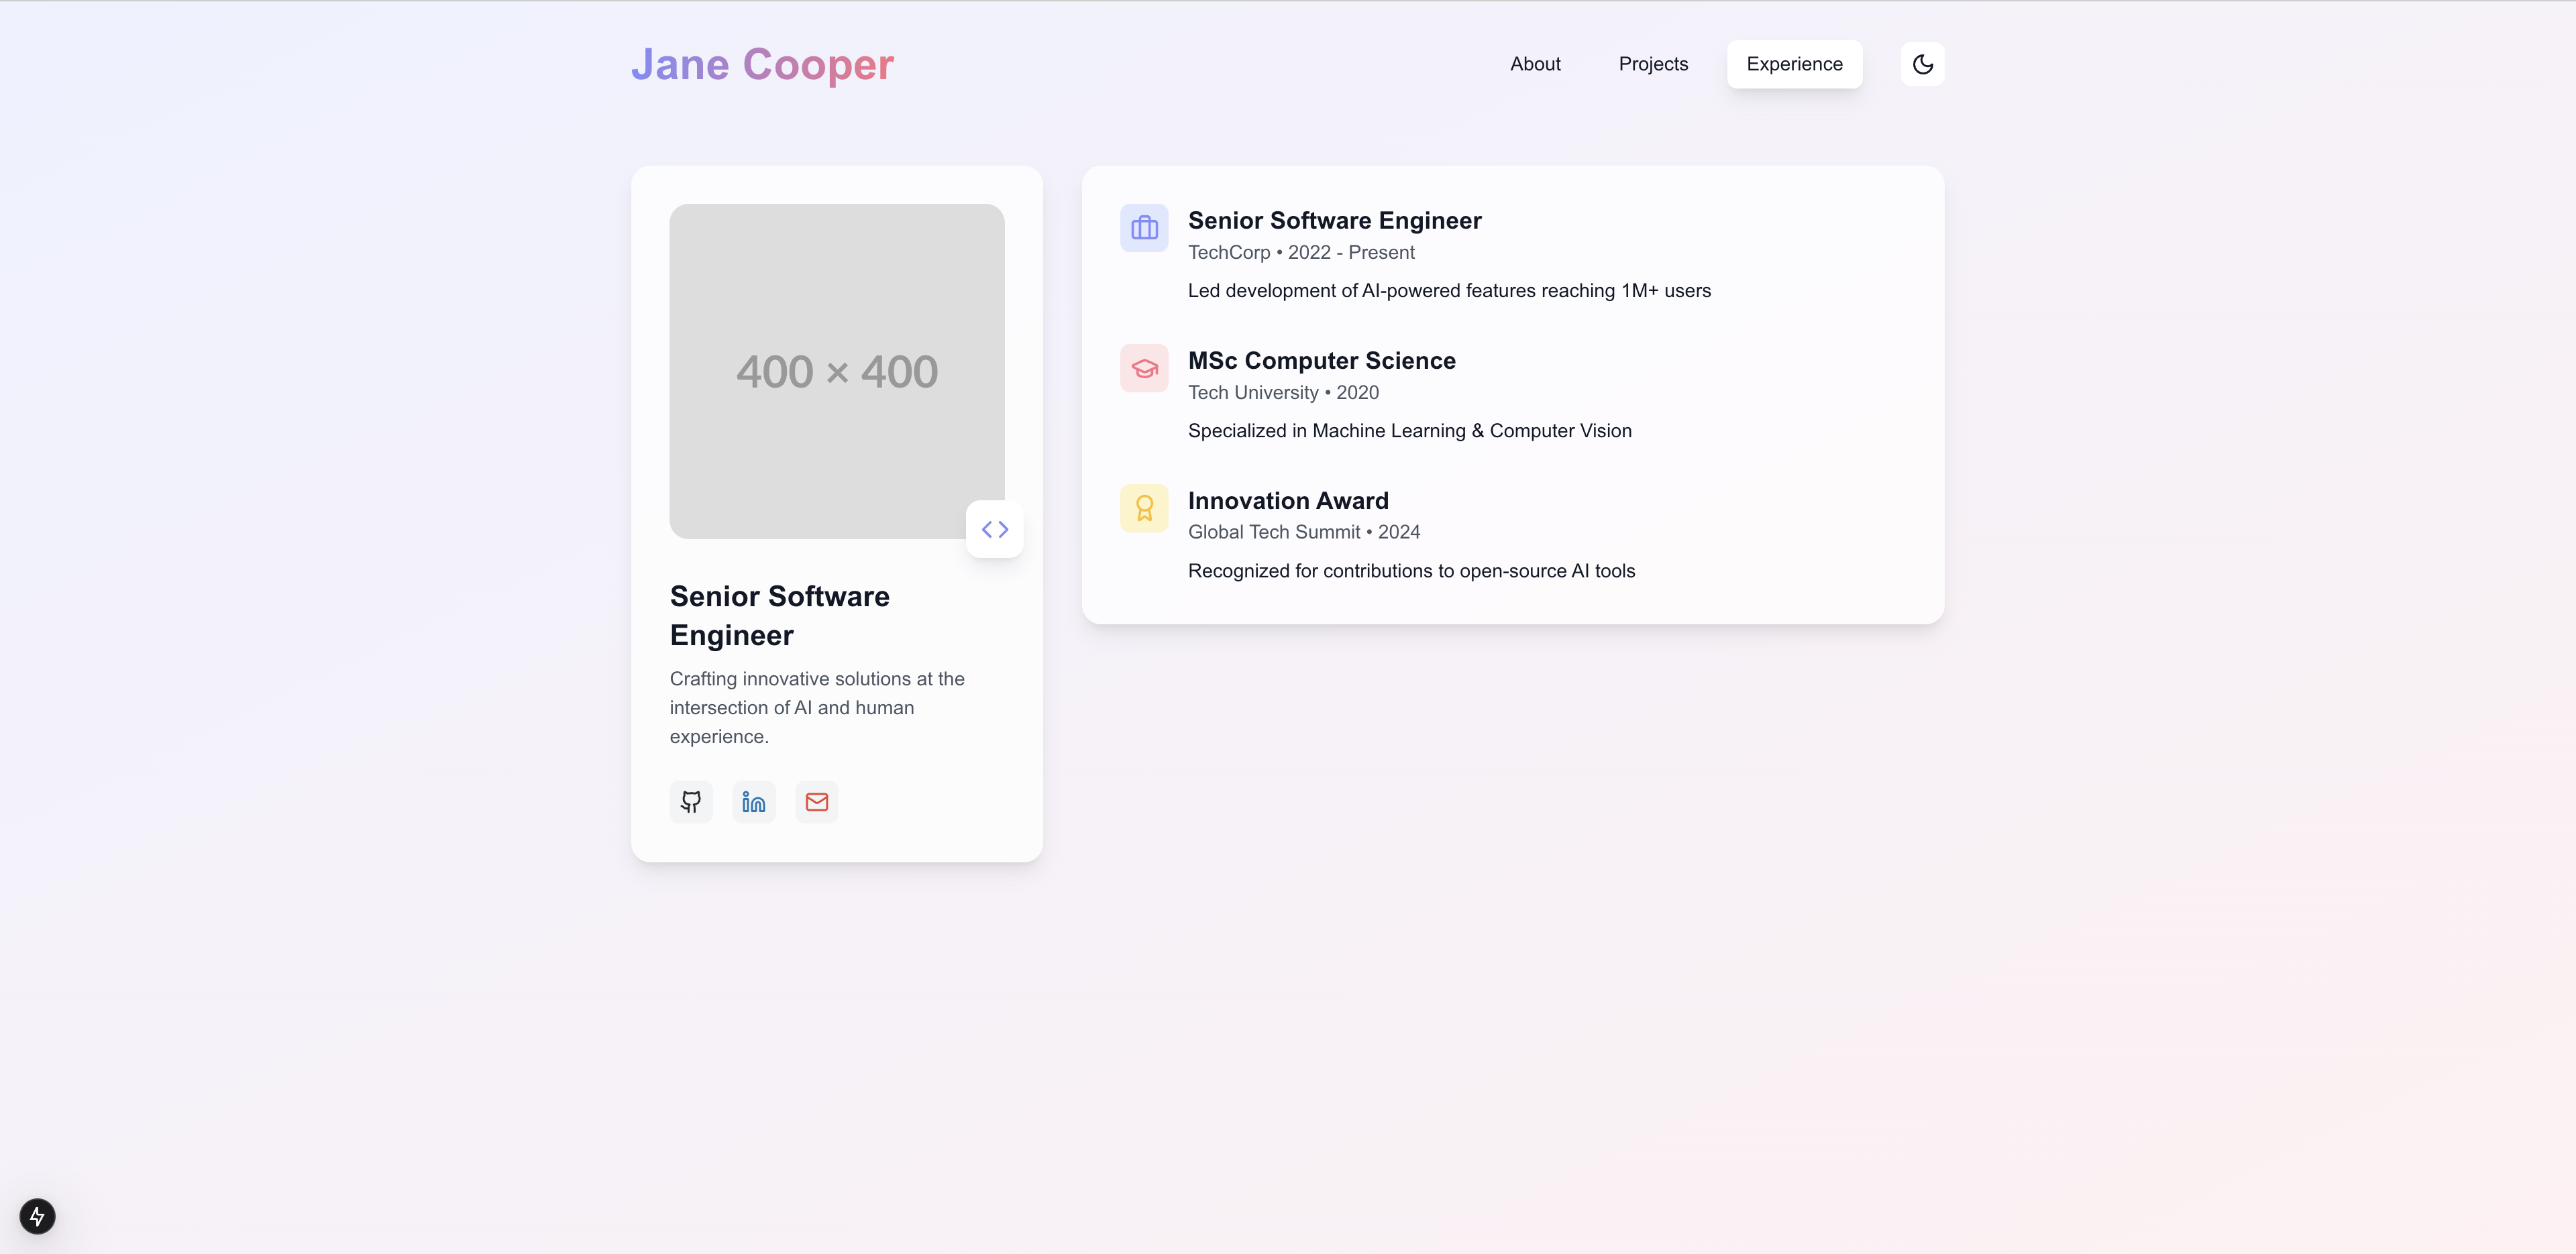 Jane Cooper
About
Projects
Experience
400 × 400
Senior Software
Engineer
Crafting innovative solutions at the
intersection of AI and human
experience.
Senior Software Engineer
TechCorp • 2022 - Present
Led development of AI-powered features reaching 1M+ users
MSc Computer Science
Tech University • 2020
Specialized in Machine Learning & Computer Vision
Innovation Award
Global Tech Summit • 2024
Recognized for contributions to open-source AI tools